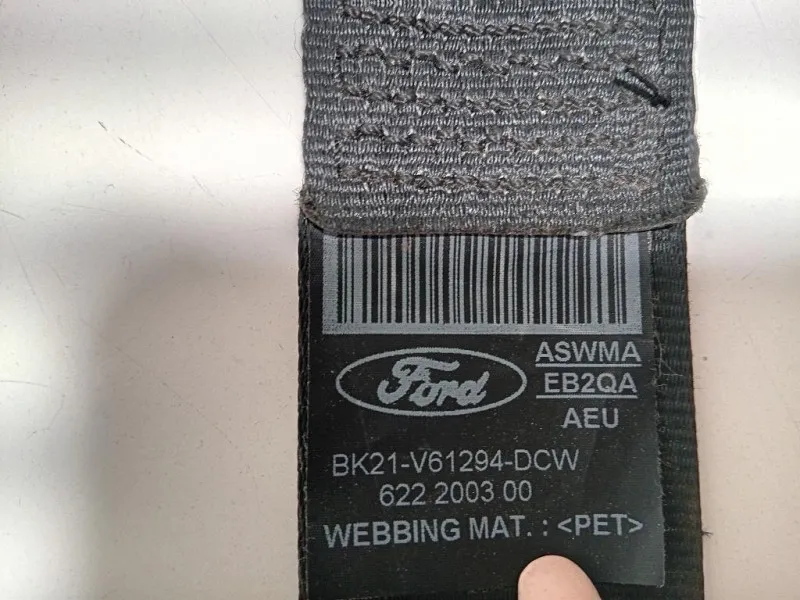 Ford
ASWMA
EB2QA
AEU
BK21-V61294-DCW
622 2003 00
WEBBING MAT. : <PET>